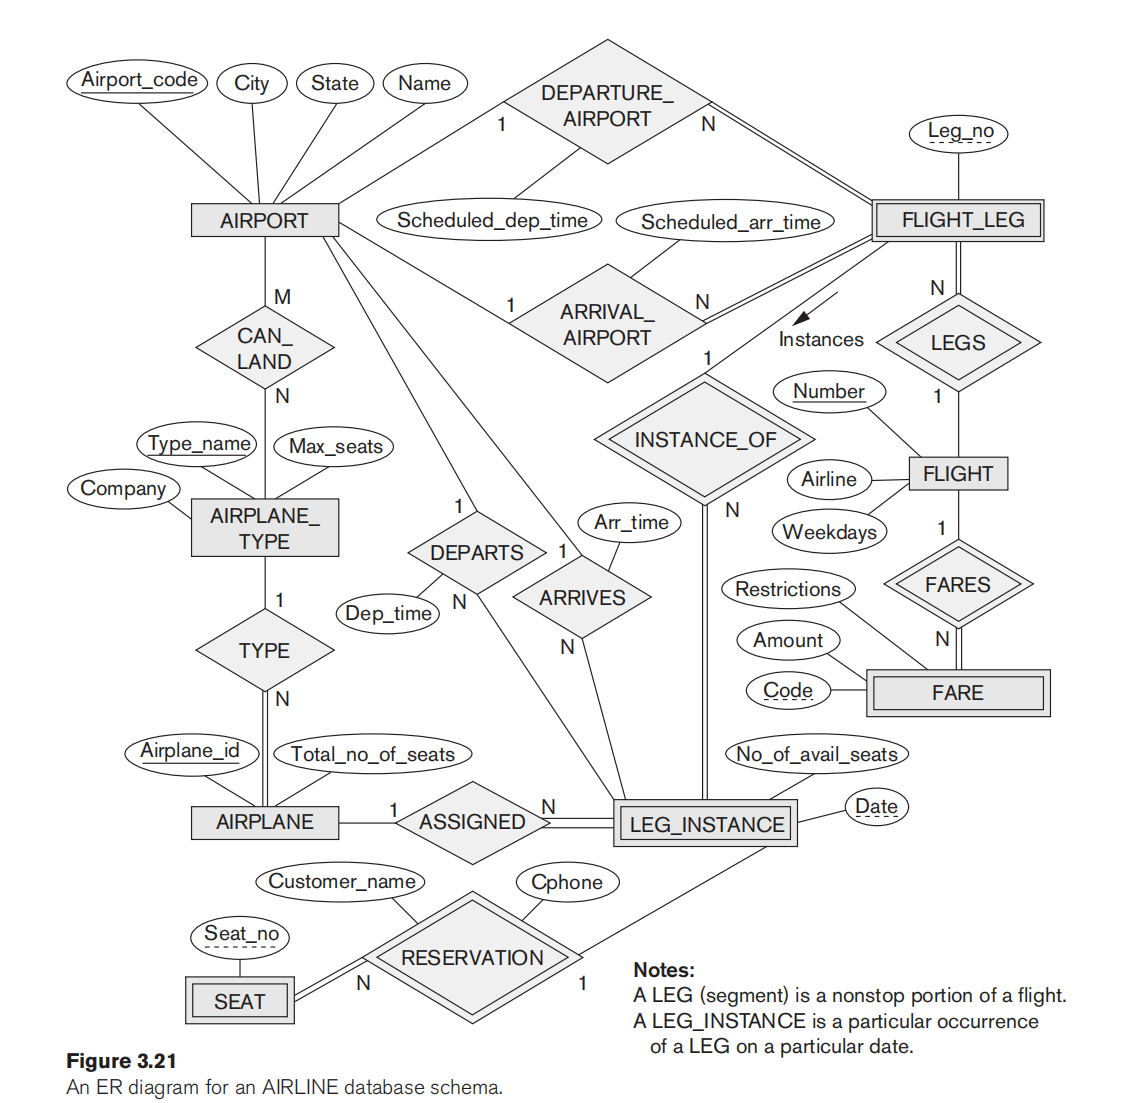 Airport_code
City
State
Name
DEPARTURE_
AIRPORT
1
N
Leg_no
AIRPORT
Scheduled_dep_time
Scheduled_arr_time
FLIGHT_LEG
M
1
ARRIVAL_
AIRPORT
N
N
CAN_
LAND
Instances
LEGS
N
1
Number
1
Type_name
Max_seats
INSTANCE_OF
Company
Airline
FLIGHT
AIRPLANE_
TYPE
1
Arr_time
N
Weekdays
1
DEPARTS
1
1
ARRIVES
Restrictions
FARES
Dep_time
N
N
TYPE
Amount
N
N
Code
FARE
Airplane_id
Total_no_of_seats
No_of_avail_seats
AIRPLANE
1
ASSIGNED
N
LEG_INSTANCE
Date
Customer_name
Cphone
Seat_no
RESERVATION
N
1
SEAT
Notes:
A LEG (segment) is a nonstop portion of a flight.
A LEG_INSTANCE is a particular occurrence
of a LEG on a particular date.
Figure 3.21
An ER diagram for an AIRLINE database schema.